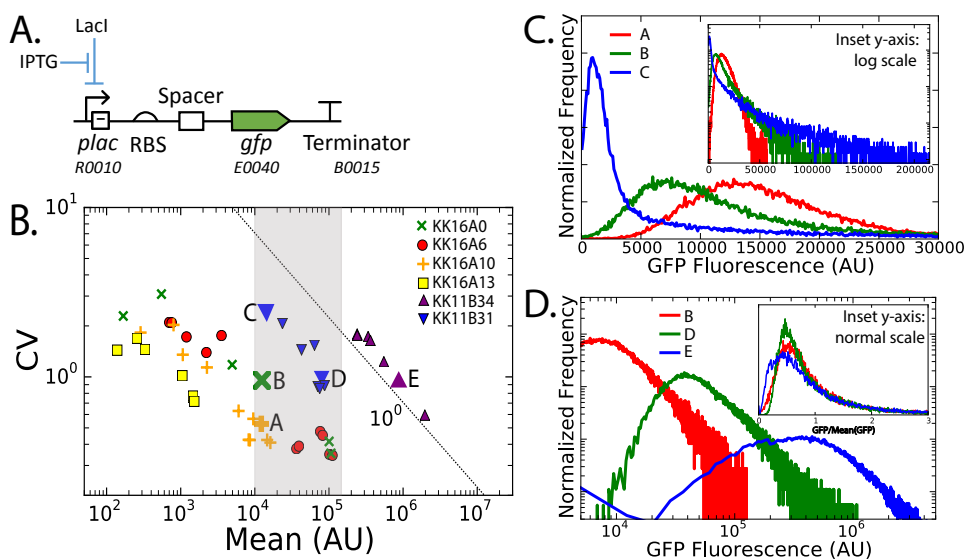 A.
LacI
IPTG
Spacer
plac
RBS
gfp
Terminator
R0010
E0040
B0015
B.
CV
10^1
10^0
10^2
10^3
10^4
10^5
10^6
10^7
Mean (AU)
KK16A0
KK16A6
KK16A10
KK16A13
KK11B34
KK11B31
C
B
A
D
E
10^0
C.
Normalized Frequency
A
B
C
Inset y-axis:
log scale
0
50000
100000
150000
200000
0
5000
10000
15000
20000
25000
30000
GFP Fluorescence (AU)
D.
Normalized Frequency
B
D
E
Inset y-axis:
normal scale
0
1
2
3
GFP/Mean(GFP)
10^4
10^5
10^6
GFP Fluorescence (AU)